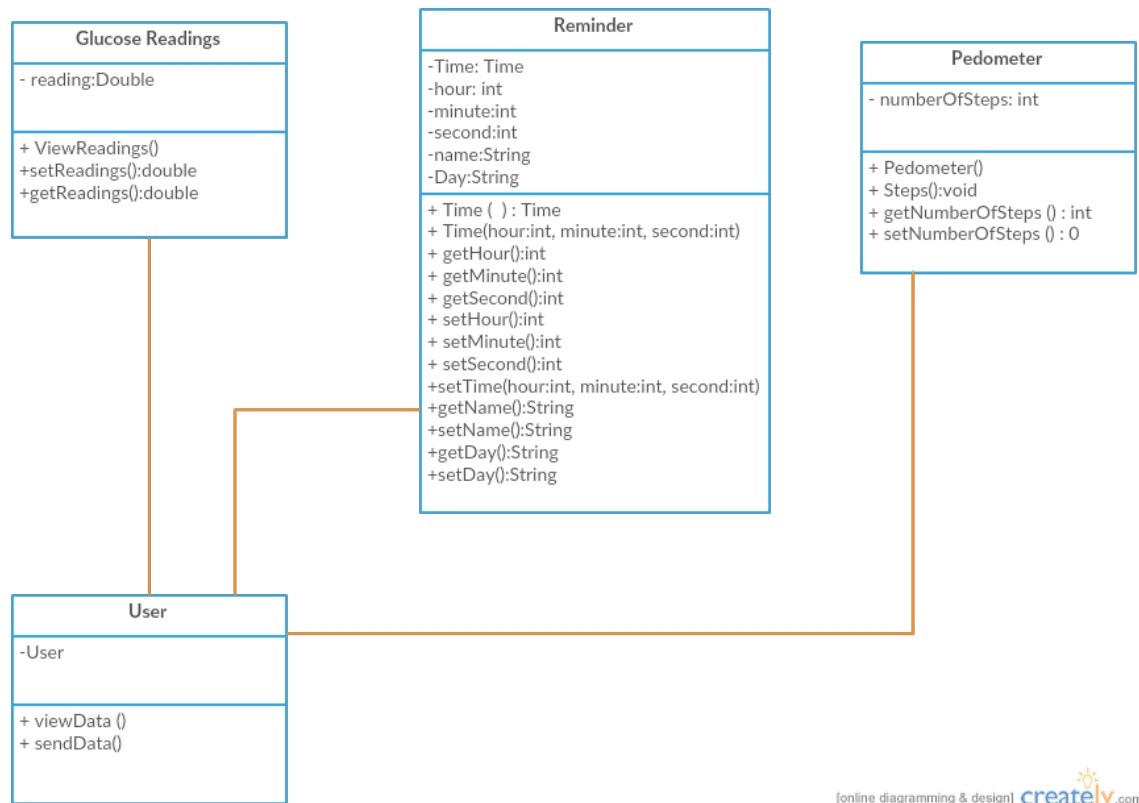 Glucose Readings
- reading:Double
+ ViewReadings()
+setReadings():double
+getReadings():double
Reminder
-Time: Time
-hour: int
-minute:int
-second:int
-name:String
-Day:String
+ Time ( ) : Time
+ Time(hour:int, minute:int, second:int)
+ getHour():int
+ getMinute():int
+ getSecond():int
+ setHour():int
+ setMinute():int
+ setSecond():int
+setTime(hour:int, minute:int, second:int)
+getName():String
+setName():String
+getDay():String
+setDay():String
Pedometer
- numberOfSteps: int
+ Pedometer()
+ Steps():void
+ getNumberOfSteps () : int
+ setNumberOfSteps () : 0
User
-User
+ viewData ()
+ sendData()
[online diagramming & design] creately.com